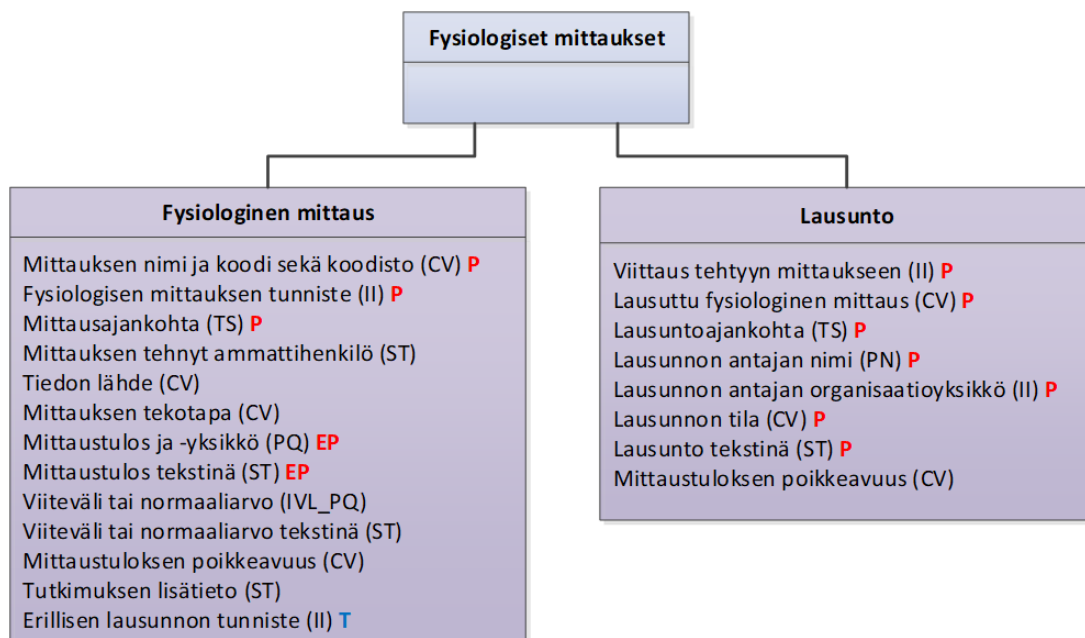 Fysiologiset mittaukset
Fysiologinen mittaus
Mittauksen nimi ja koodi sekä koodisto (CV) P
Fysiologisen mittauksen tunniste (II) P
Mittausajankohta (TS) P
Mittauksen tehnyt ammattihenkilö (ST)
Tiedon lähde (CV)
Mittauksen tekotapa (CV)
Mittaustulos ja -yksikkö (PQ) EP
Mittaustulos tekstinä (ST) EP
Viiteväli tai normaaliarvo (IVL_PQ)
Viiteväli tai normaaliarvo tekstinä (ST)
Mittaustuloksen poikkeavuus (CV)
Tutkimuksen lisätieto (ST)
Erillisen lausunnon tunniste (II) T
Lausunto
Viittaus tehtyyn mittaukseen (II) P
Lausuttu fysiologinen mittaus (CV) P
Lausuntoajankohta (TS) P
Lausunnon antajan nimi (PN) P
Lausunnon antajan organisaatioyksikkö (II) P
Lausunnon tila (CV) P
Lausunto tekstinä (ST) P
Mittaustuloksen poikkeavuus (CV)